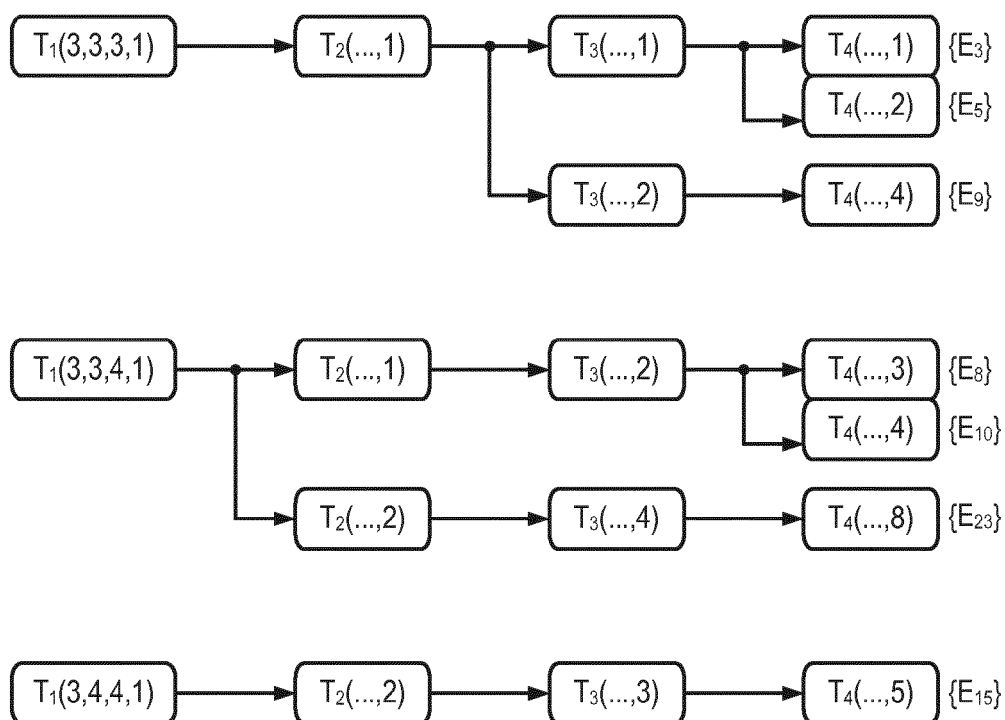 T₁(3,3,3,1) T₂(...,1) T₃(...,1) T₄(...,1) {E₃}
T₄(...,2) {E₅}
T₃(...,2) T₄(...,4) {E₉}
T₁(3,3,4,1) T₂(...,1) T₃(...,2) T₄(...,3) {E₈}
T₄(...,4) {E₁₀}
T₂(...,2) T₃(...,4) T₄(...,8) {E₂₃}
T₁(3,4,4,1) T₂(...,2) T₃(...,3) T₄(...,5) {E₁₅}